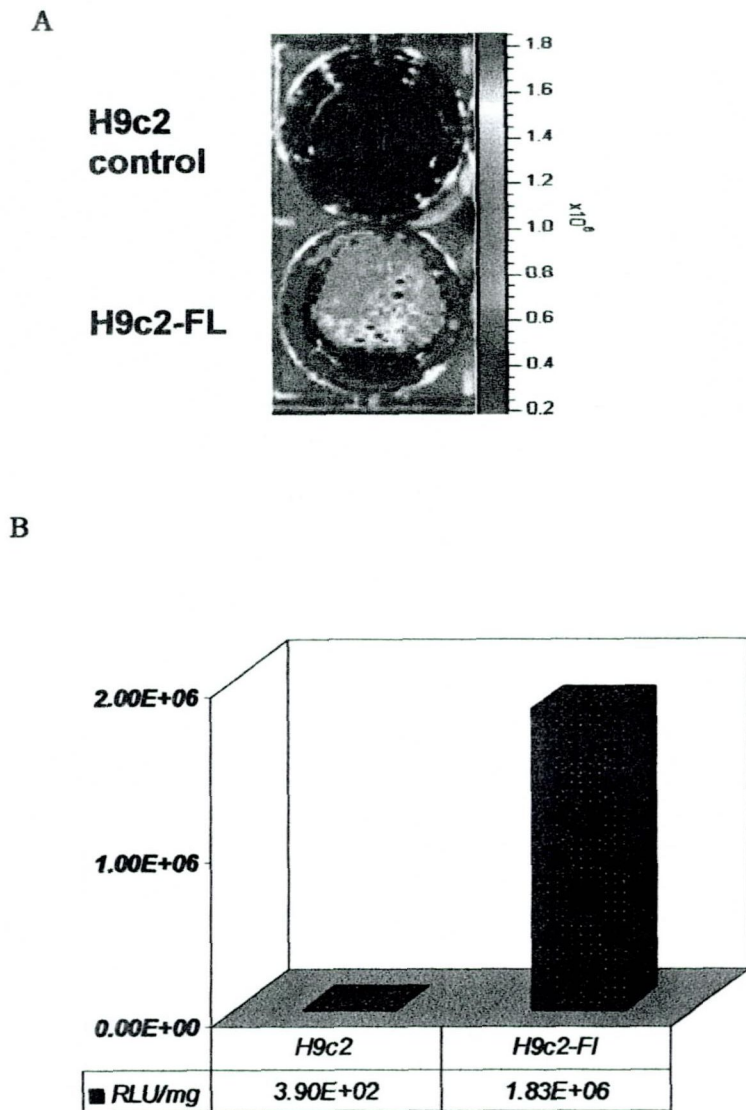 A
H9c2
control
H9c2-FL
1.8
1.6
1.4
1.2
1.0
0.8
0.6
0.4
0.2
x10⁶
B
2.00E+06
1.00E+06
0.00E+00
H9c2 H9c2-Fl
RLU/mg 3.90E+02 1.83E+06